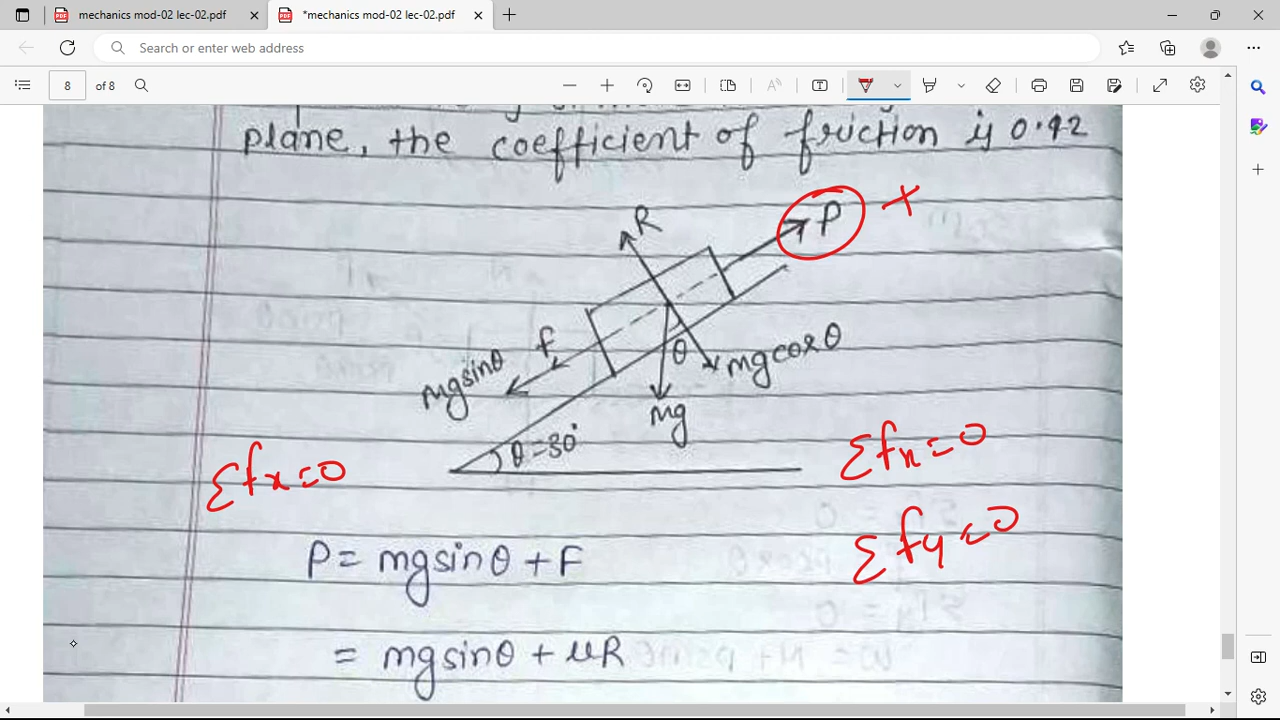 mechanics mod-02 lec-02.pdf
*mechanics mod-02 lec-02.pdf
Search or enter web address
8 of 8
plane, the coefficient of friction is 0.42
R
P +
f
mgsinθ
θ
mgcosθ
mg
θ=30°
Σfx=0
Σfx=0
Σfy=0
P= mgsinθ + F
= mgsinθ + μR